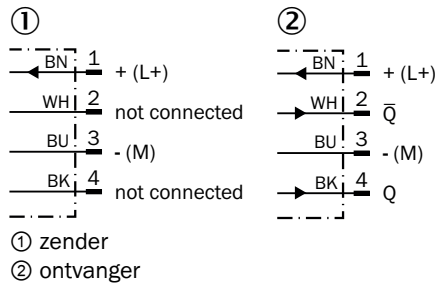 ①
BN 1 + (L+)
WH 2 not connected
BU 3 - (M)
BK 4 not connected
②
BN 1 + (L+)
WH 2 Q̅
BU 3 - (M)
BK 4 Q
① zender
② ontvanger